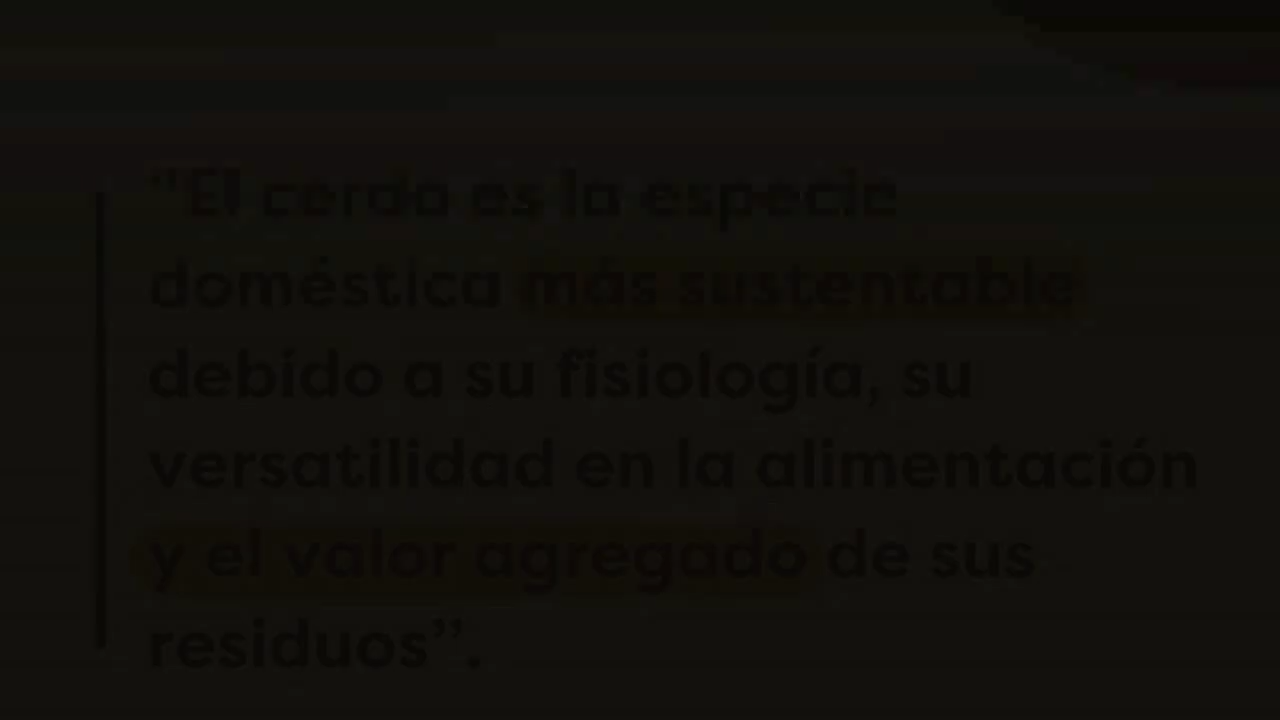 “El cerdo es la especie
doméstica más sustentable
debido a su fisiología, su
versatilidad en la alimentación
y el valor agregado de sus
residuos”.